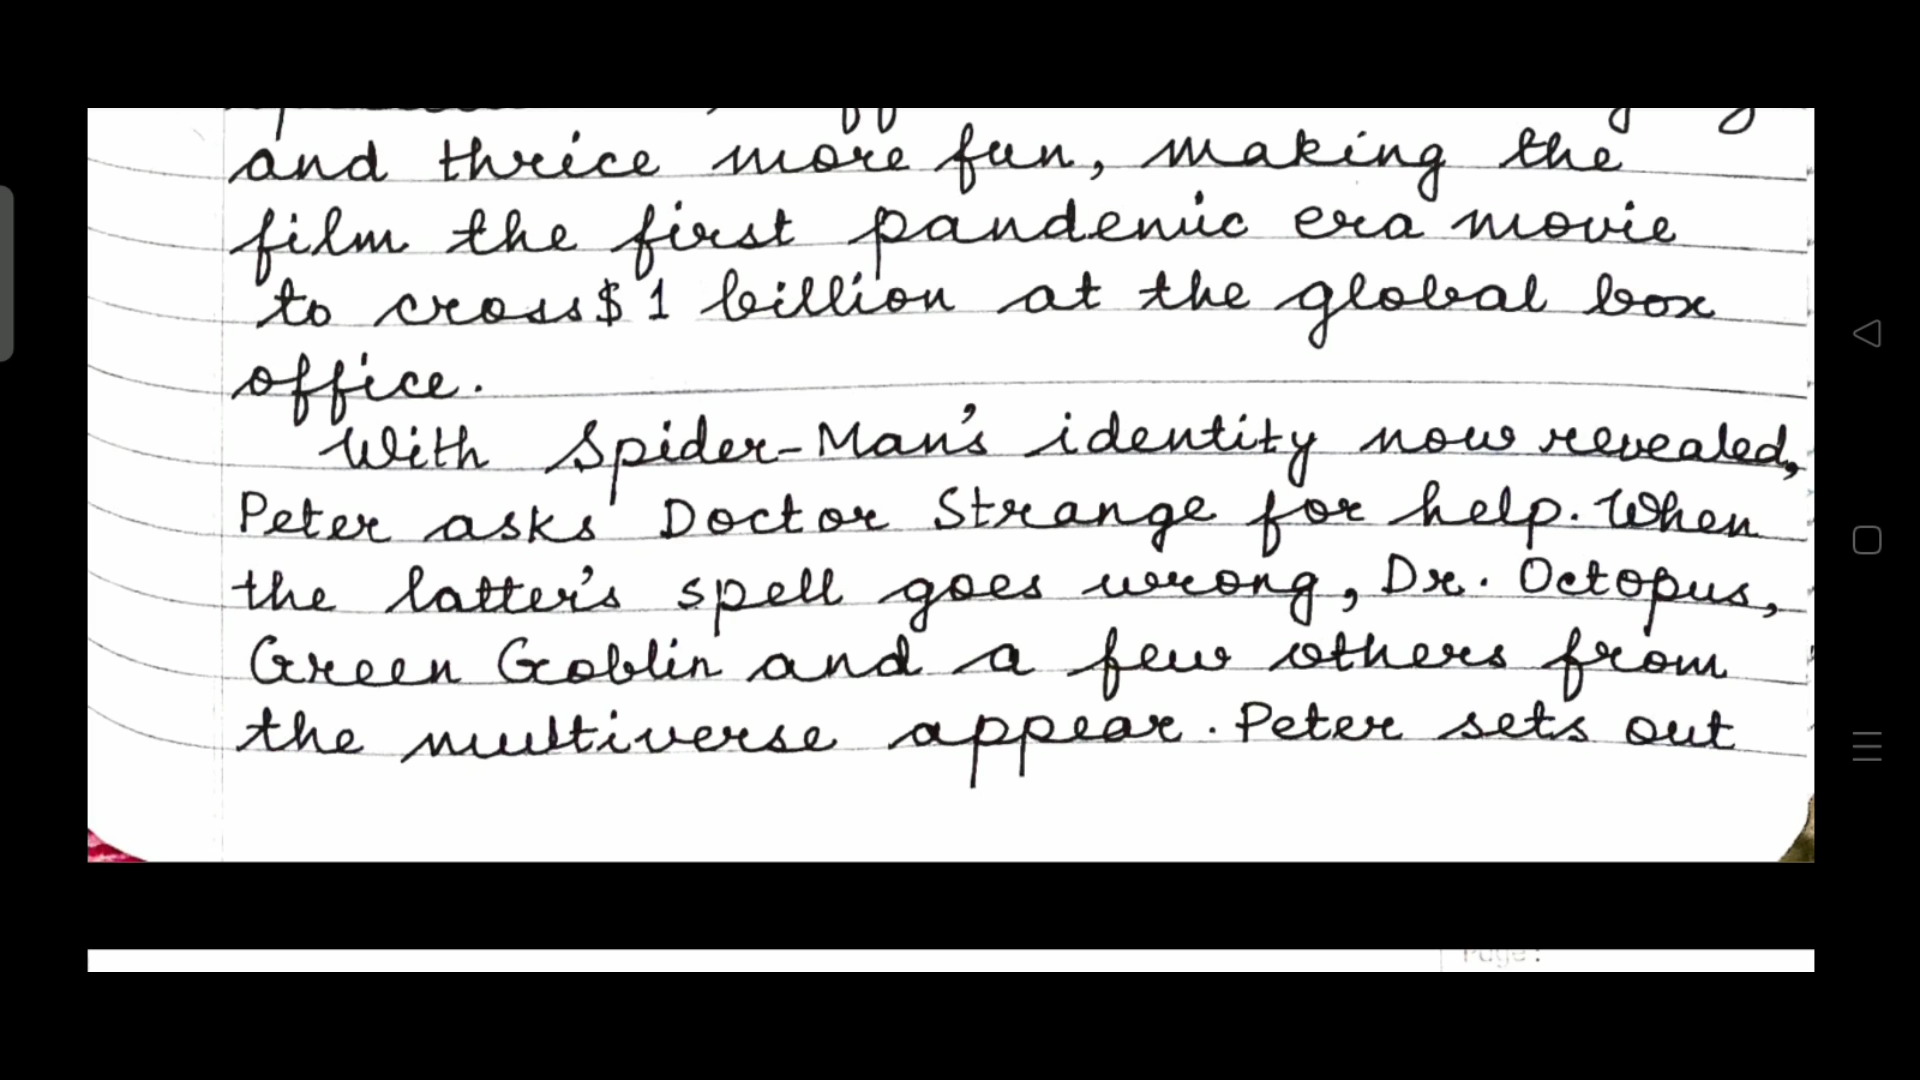 and thrice more fun, making the
film the first pandemic era movie
to cross $1 billion at the global box
office.
With Spider-Man's identity now revealed,
Peter asks Doctor Strange for help. When
the latter's spell goes wrong, Dr. Octopus,
Green Goblin and a few others from
the multiverse appear. Peter sets out
Page: